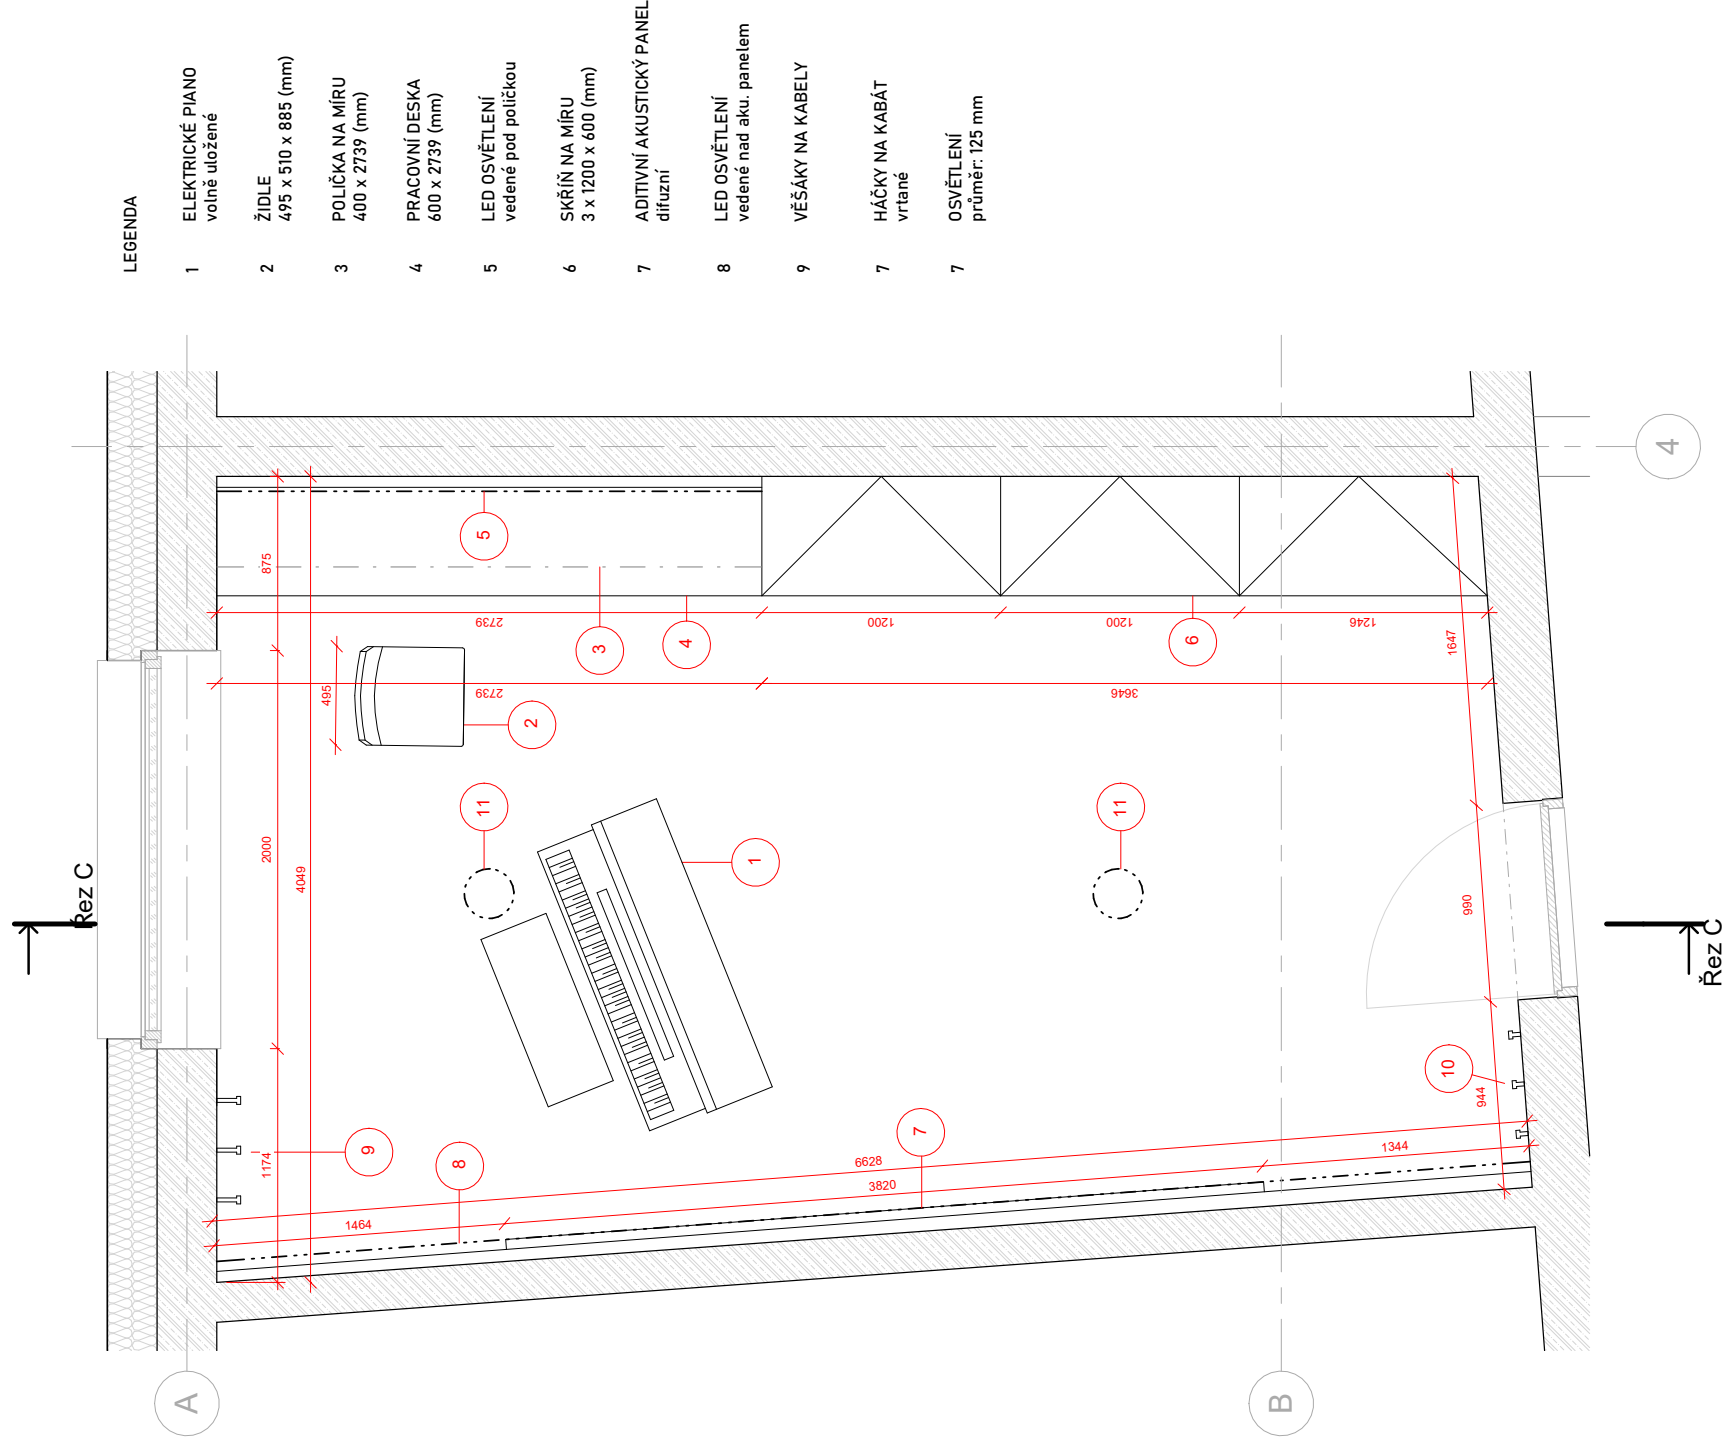 LEGENDA
1 ELEKTRICKÉ PIANO
volně uložené
2 ŽIDLE
495 x 510 x 885 (mm)
3 POLIČKA NA MÍRU
400 x 2739 (mm)
4 PRACOVNÍ DESKA
600 x 2739 (mm)
5 LED OSVĚTLENÍ
vedené pod poličkou
6 SKŘÍŇ NA MÍRU
3 x 1200 x 600 (mm)
7 ADITIVNÍ AKUSTICKÝ PANEL
difuzní
8 LED OSVĚTLENÍ
vedené nad aku. panelem
9 VĚŠÁKY NA KABELY
7 HÁČKY NA KABÁT
vrtané
7 OSVĚTLENÍ
průměr: 125 mm
A
B
4
Řez C
Řez C
875
2000
1174
4049
495
2739
1200
1200
1246
2739
3646
1647
990
944
6628
1464
3820
1344
1
2
3
4
5
6
7
8
9
10
11
11